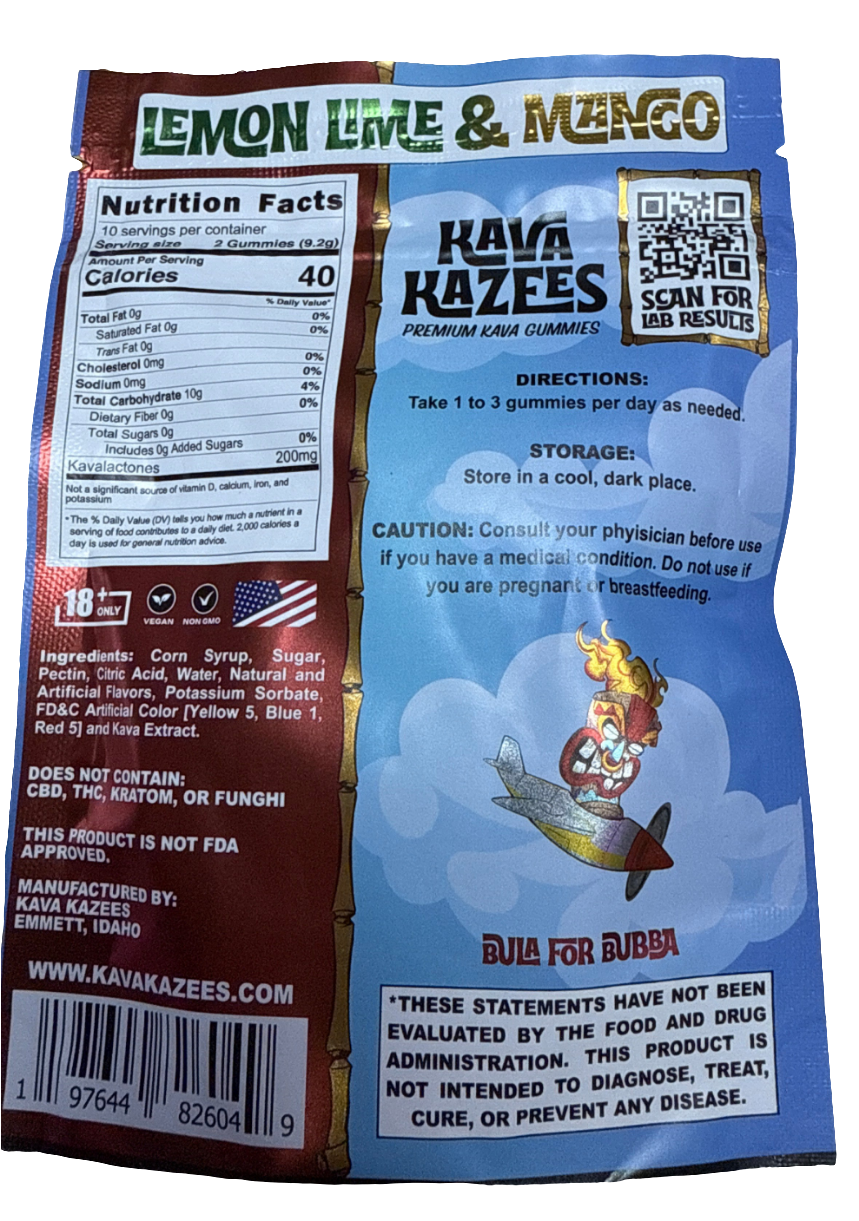 LEMON LIME & MANGO
Nutrition Facts
10 servings per container
Serving size 2 Gummies (9.2g)
Amount Per Serving
Calories 40
% Daily Value*
Total Fat 0g 0%
Saturated Fat 0g 0%
Trans Fat 0g
Cholesterol 0mg 0%
Sodium 0mg 0%
Total Carbohydrate 10g 4%
Dietary Fiber 0g 0%
Total Sugars 0g
Includes 0g Added Sugars 0%
Kavalactones 200mg
Not a significant source of vitamin D, calcium, iron, and
potassium
*The % Daily Value (DV) tells you how much a nutrient in a
serving of food contributes to a daily diet. 2,000 calories a
day is used for general nutrition advice.
18+ ONLY
VEGAN
NON GMO
Ingredients: Corn Syrup, Sugar,
Pectin, Citric Acid, Water, Natural and
Artificial Flavors, Potassium Sorbate,
FD&C Artificial Color [Yellow 5, Blue 1,
Red 5] and Kava Extract.
DOES NOT CONTAIN:
CBD, THC, KRATOM, OR FUNGHI
THIS PRODUCT IS NOT FDA
APPROVED.
MANUFACTURED BY:
KAVA KAZEES
EMMETT, IDAHO
WWW.KAVAKAZEES.COM
1 97644 82604 9
KAVA
KAZEES
PREMIUM KAVA GUMMIES
SCAN FOR
LAB RESULTS
DIRECTIONS:
Take 1 to 3 gummies per day as needed.
STORAGE:
Store in a cool, dark place.
CAUTION: Consult your phyisician before use
if you have a medical condition. Do not use if
you are pregnant or breastfeeding.
BULA FOR BUBBA
*THESE STATEMENTS HAVE NOT BEEN
EVALUATED BY THE FOOD AND DRUG
ADMINISTRATION. THIS PRODUCT IS
NOT INTENDED TO DIAGNOSE, TREAT,
CURE, OR PREVENT ANY DISEASE.